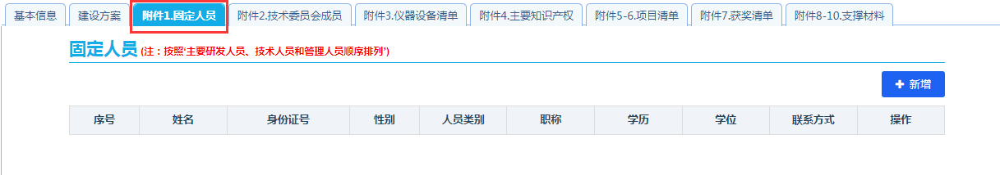 基本信息 建设方案 附件1.固定人员 附件2.技术委员会成员 附件3.仪器设备清单 附件4.主要知识产权 附件5-6.项目清单 附件7.获奖清单 附件8-10.支撑材料
固定人员 (注：按照‘主要研发人员、技术人员和管理人员顺序排列’)
+ 新增
序号 姓名 身份证号 性别 人员类别 职称 学历 学位 联系方式 操作